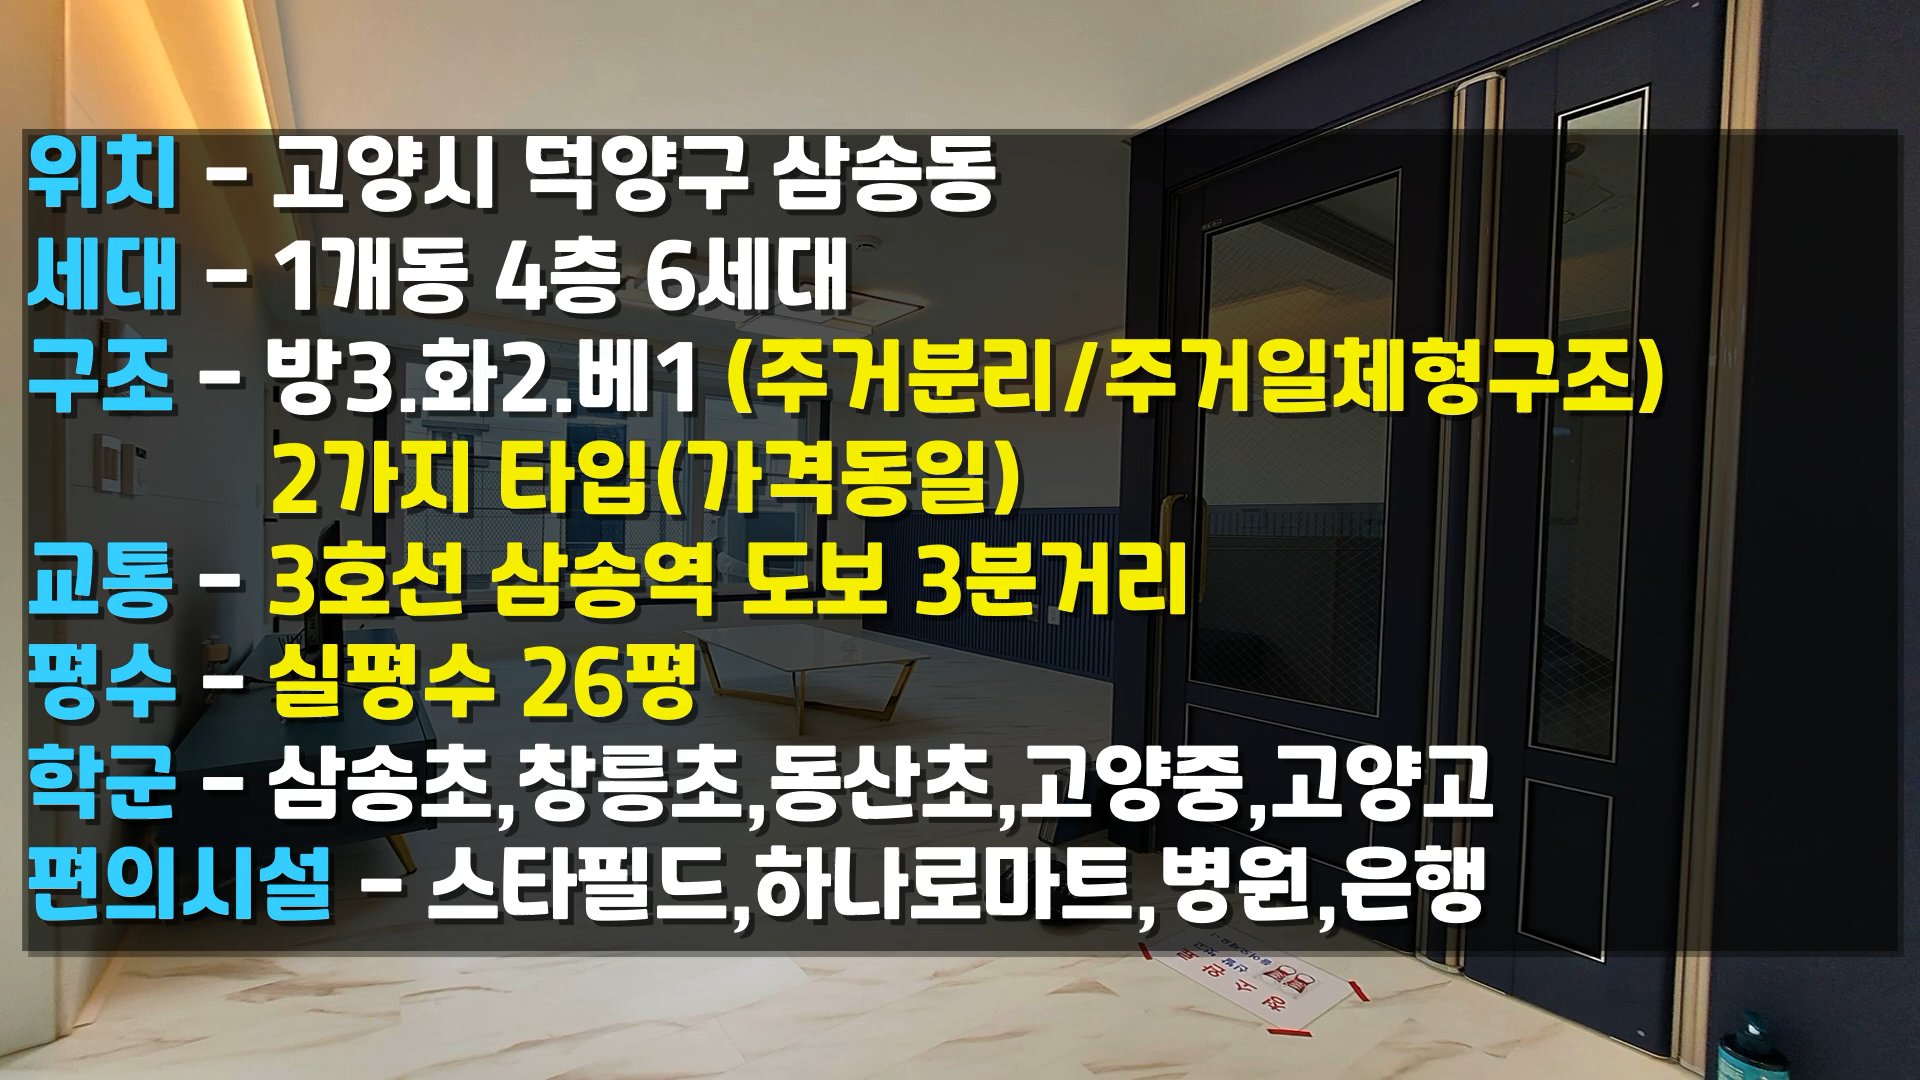 위치 - 고양시 덕양구 삼송동
세대 - 1개동 4층 6세대
구조 - 방3.화2.베1 (주거분리/주거일체형구조)
2가지 타입(가격동일)
교통 - 3호선 삼송역 도보 3분거리
평수 - 실평수 26평
학군 - 삼송초,창릉초,동산초,고양중,고양고
편의시설 - 스타필드,하나로마트,병원,은행
청소완료